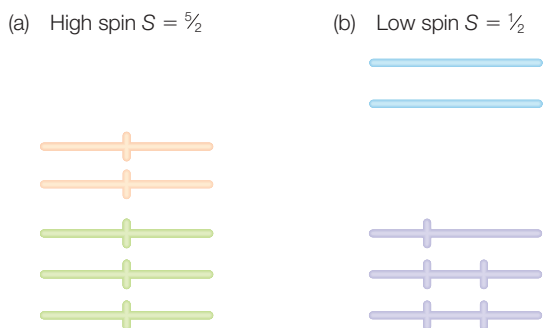 (a) High spin S = ⁵⁄₂
(b) Low spin S = ½